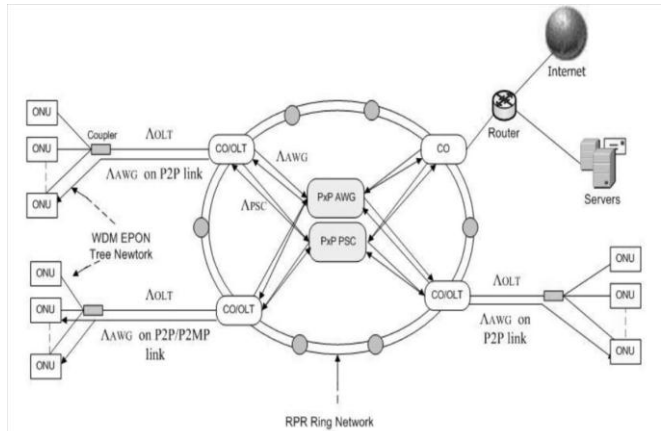 Internet
ONU
Router
Coupler
ΛOLT
ONU
CO/OLT
CO
ΛAWG
Servers
ΛAWG on P2P link
ONU
PxP AWG
ΛPSC
WDM EPON
Tree Newtork
PxP PSC
ONU
ONU
ΛOLT
ΛOLT
ONU
CO/OLT
CO/OLT
ONU
ΛAWG on P2P/P2MP
link
ΛAWG on
P2P link
ONU
ONU
RPR Ring Network